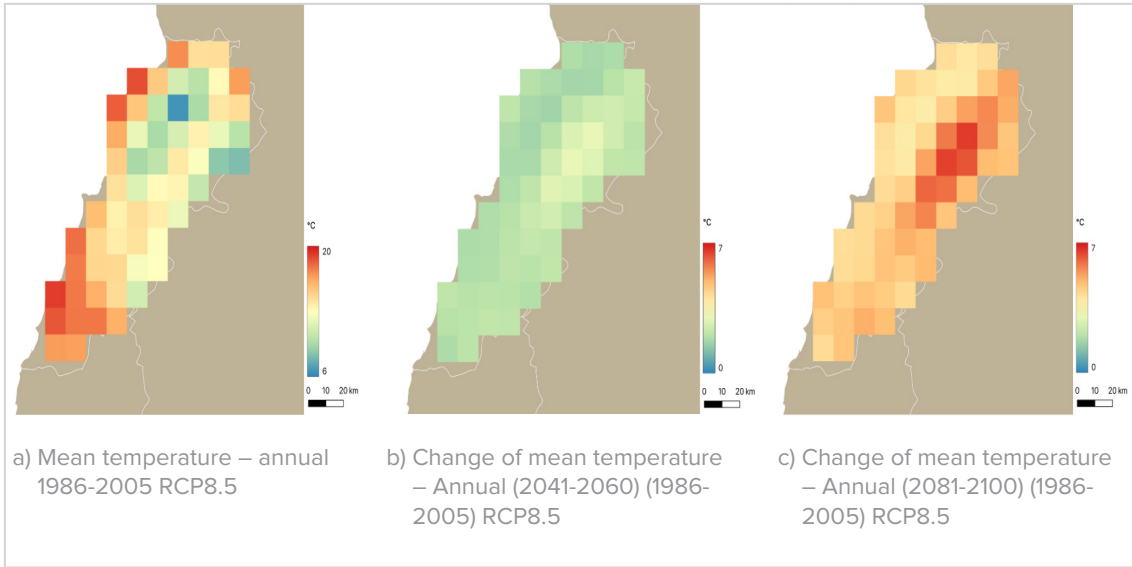 °C
20
6
0 10 20 km
°C
7
0
0 10 20 km
°C
7
0
0 10 20 km
a) Mean temperature – annual
1986-2005 RCP8.5
b) Change of mean temperature
– Annual (2041-2060) (1986-
2005) RCP8.5
c) Change of mean temperature
– Annual (2081-2100) (1986-
2005) RCP8.5